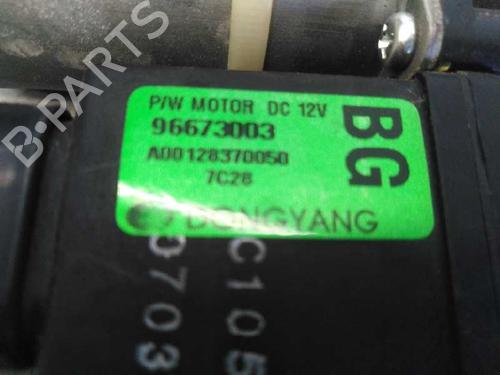 P/W MOTOR DC 12V
96673003
A00128370050
7C28
DONGYANG
BG
C105
0703
B-PARTS